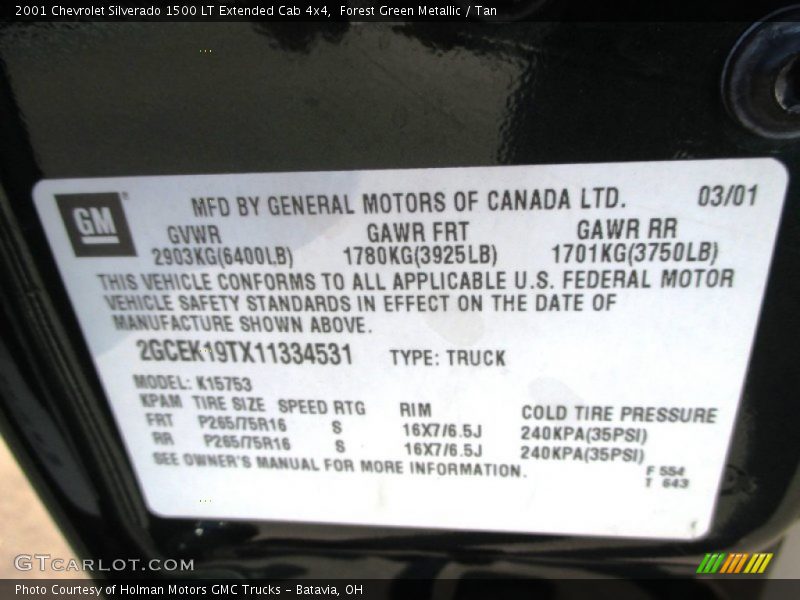 2001 Chevrolet Silverado 1500 LT Extended Cab 4x4,  Forest Green Metallic / Tan
GM
MFD BY GENERAL MOTORS OF CANADA LTD. 03/01
GVWR GAWR FRT GAWR RR
2903KG(6400LB) 1780KG(3925LB) 1701KG(3750LB)
THIS VEHICLE CONFORMS TO ALL APPLICABLE U.S. FEDERAL MOTOR
VEHICLE SAFETY STANDARDS IN EFFECT ON THE DATE OF
MANUFACTURE SHOWN ABOVE.
2GCEK19TX11334531 TYPE: TRUCK
MODEL: K15753
KPAM TIRE SIZE SPEED RTG RIM COLD TIRE PRESSURE
FRT P265/75R16 S 16X7/6.5J 240KPA(35PSI)
RR P265/75R16 S 16X7/6.5J 240KPA(35PSI)
SEE OWNER'S MANUAL FOR MORE INFORMATION.
F 554
T 643
GTCARLOT.COM
Photo Courtesy of Holman Motors GMC Trucks – Batavia, OH